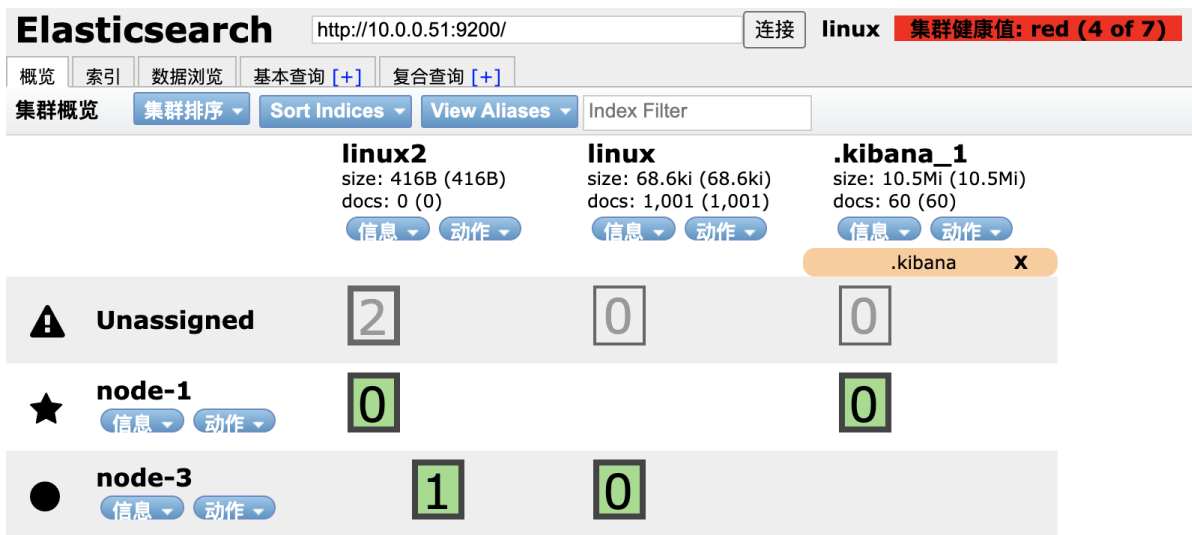 Elasticsearch http://10.0.0.51:9200/ 连接 linux 集群健康值: red (4 of 7)
概览 索引 数据浏览 基本查询 [+] 复合查询 [+]
集群概览 集群排序 Sort Indices View Aliases Index Filter
linux2 linux .kibana_1
size: 416B (416B) size: 68.6ki (68.6ki) size: 10.5Mi (10.5Mi)
docs: 0 (0) docs: 1,001 (1,001) docs: 60 (60)
信息 动作 信息 动作 信息 动作
.kibana X
Unassigned 2 0 0
node-1 0 0
信息 动作
node-3 1 0
信息 动作